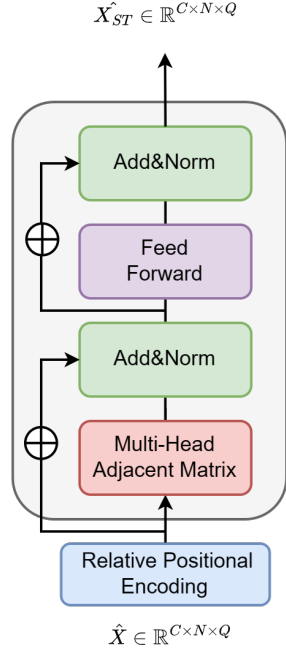 $\hat{X_{ST}} \in \mathbb{R}^{C \times N \times Q}$
Add&Norm
Feed
Forward
Add&Norm
Multi-Head
Adjacent Matrix
Relative Positional
Encoding
$\hat{X} \in \mathbb{R}^{C \times N \times Q}$